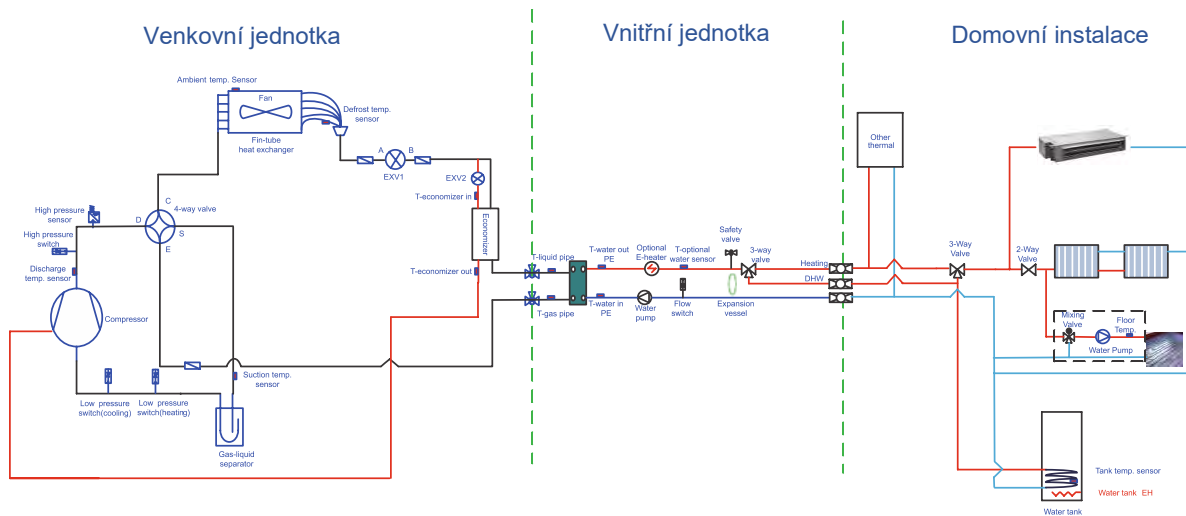 Venkovní jednotka
Vnitřní jednotka
Domovní instalace
Ambient temp. Sensor
Fan
Defrost temp.
sensor
Fin-tube
heat exchanger
A
B
EXV1
EXV2
T-economizer in
C
4-way valve
D
S
E
High pressure
sensor
High pressure
switch
Discharge
temp. sensor
Economizer
T-economizer out
Compressor
Suction temp.
sensor
Low pressure
switch(cooling)
Low pressure
switch(heating)
Gas-liquid
separator
T-liquid pipe
T-gas pipe
T-water out
PE
Optional
E-heater
T-optional
water sensor
Safety
valve
3-way
valve
Heating
DHW
T-water in
PE
Water
pump
Flow
switch
Expansion
vessel
Other
thermal
3-Way
Valve
2-Way
Valve
Mixing
Valve
Floor
Temp.
Water Pump
Tank temp. sensor
Water tank EH
Water tank